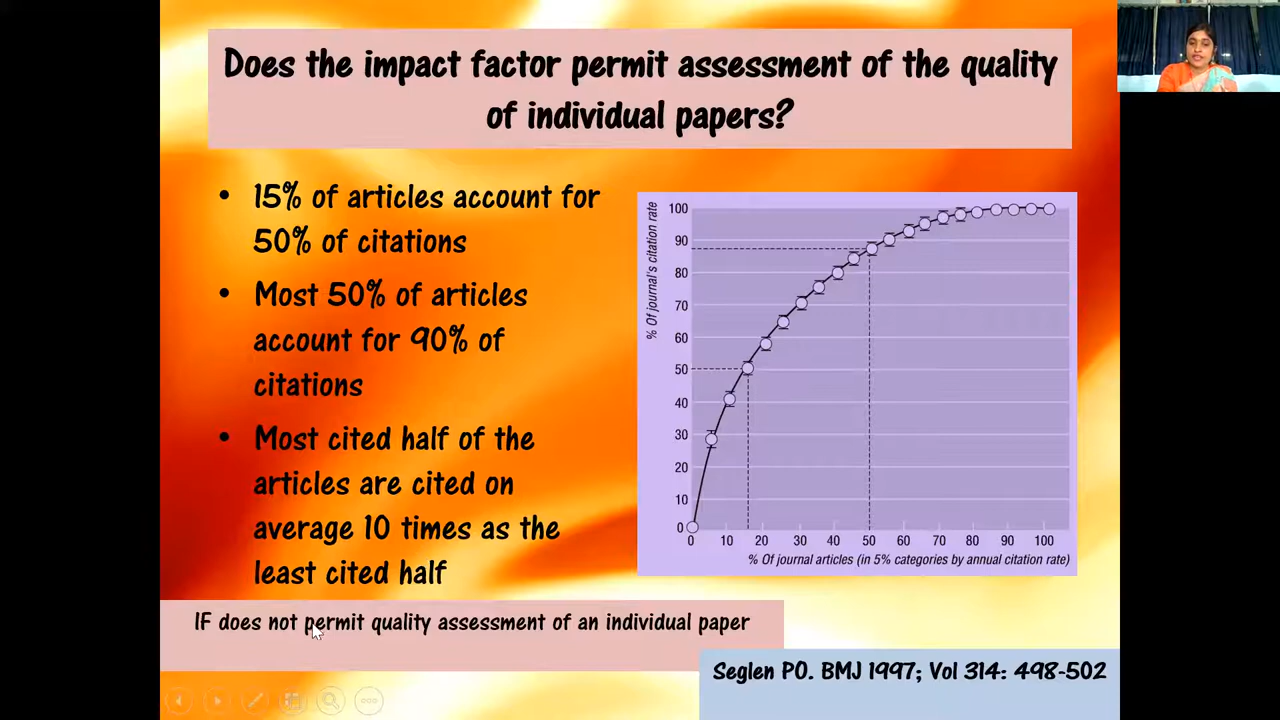 Does the impact factor permit assessment of the quality
of individual papers?
• 15% of articles account for
50% of citations
• Most 50% of articles
account for 90% of
citations
• Most cited half of the
articles are cited on
average 10 times as the
least cited half
% Of journal's citation rate
100
90
80
70
60
50
40
30
20
10
0
0 10 20 30 40 50 60 70 80 90 100
% Of journal articles (in 5% categories by annual citation rate)
IF does not permit quality assessment of an individual paper
Seglen PO. BMJ 1997; Vol 314: 498-502